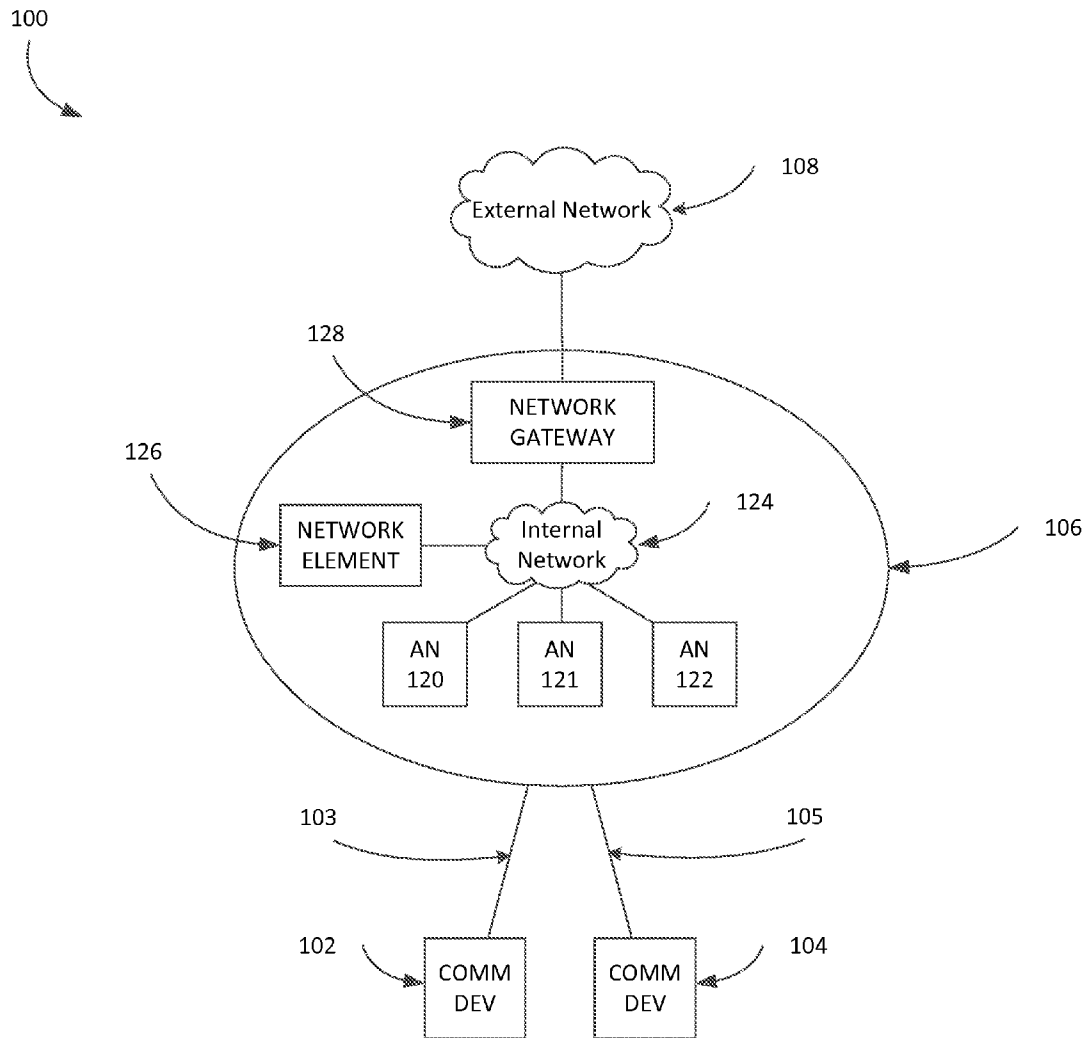 100
108
External Network
128
NETWORK
GATEWAY
126
124
NETWORK
ELEMENT
Internal
Network
106
AN
120
AN
121
AN
122
103
105
102
COMM
DEV
COMM
DEV
104